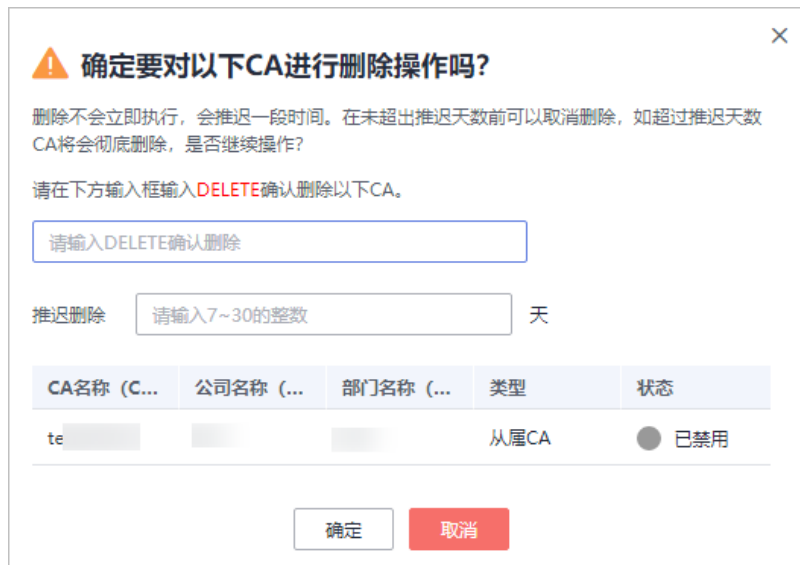 确定要对以下CA进行删除操作吗?
删除不会立即执行，会推迟一段时间。在未超出推迟天数前可以取消删除，如超过推迟天数
CA将会彻底删除，是否继续操作?
请在下方输入框输入DELETE确认删除以下CA。
请输入DELETE确认删除
推迟删除 请输入7~30的整数 天
CA名称（C... 公司名称（... 部门名称（... 类型 状态
te 从属CA 已禁用
确定 取消